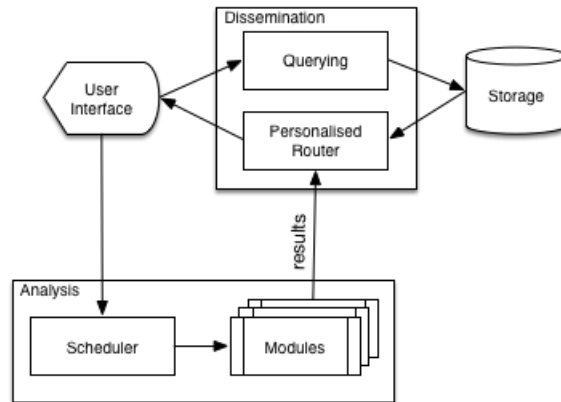 Dissemination
Querying
User
Interface
Storage
Personalised
Router
results
Analysis
Scheduler
Modules